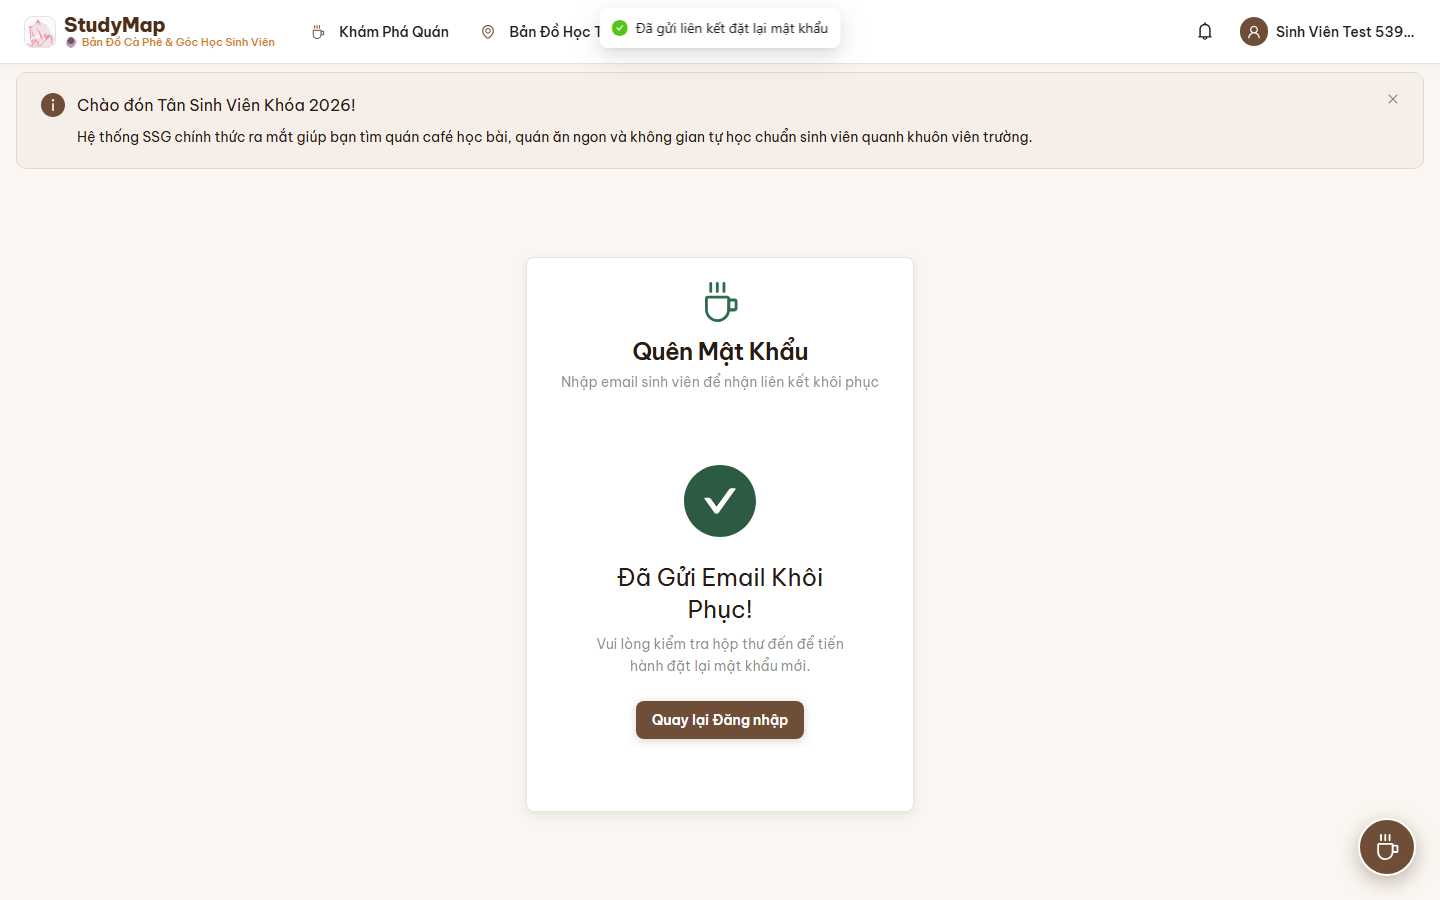 StudyMap
Bản Đồ Cà Phê & Góc Học Sinh Viên
Khám Phá Quán
Bản Đồ Học T
Đã gửi liên kết đặt lại mật khẩu
Sinh Viên Test 539...
Chào đón Tân Sinh Viên Khóa 2026!
Hệ thống SSG chính thức ra mắt giúp bạn tìm quán café học bài, quán ăn ngon và không gian tự học chuẩn sinh viên quanh khuôn viên trường.
Quên Mật Khẩu
Nhập email sinh viên để nhận liên kết khôi phục
Đã Gửi Email Khôi
Phục!
Vui lòng kiểm tra hộp thư đến để tiến
hành đặt lại mật khẩu mới.
Quay lại Đăng nhập